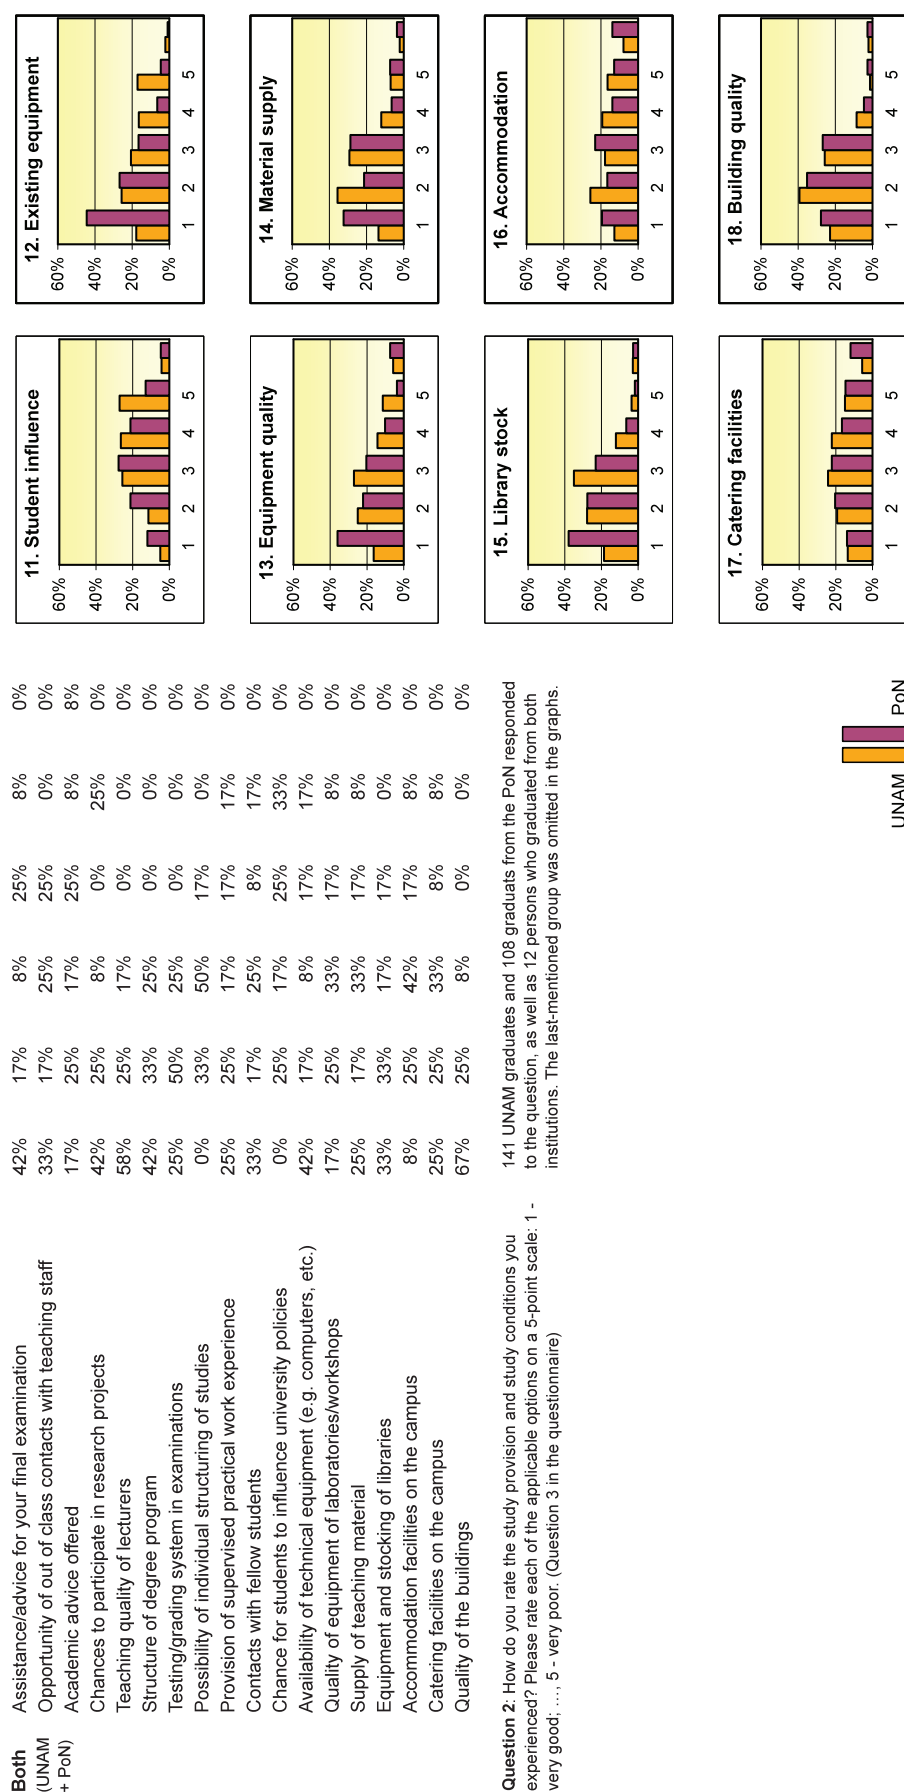 Both Assistance/advice for your final examination 42% 17% 8% 25% 8% 0%
(UNAM Opportunity of out of class contacts with teaching staff 33% 17% 25% 25% 0% 0%
+ PoN) Academic advice offered 17% 25% 17% 25% 8% 8%
Chances to participate in research projects 42% 25% 8% 0% 25% 0%
Teaching quality of lecturers 58% 25% 17% 0% 0% 0%
Structure of degree program 42% 33% 25% 0% 0% 0%
Testing/grading system in examinations 25% 50% 25% 0% 0% 0%
Possibility of individual structuring of studies 0% 33% 50% 17% 0% 0%
Provision of supervised practical work experience 25% 25% 17% 17% 17% 0%
Contacts with fellow students 33% 17% 25% 8% 17% 0%
Chance for students to influence university policies 0% 25% 17% 25% 33% 0%
Availability of technical equipment (e.g. computers, etc.) 42% 17% 8% 17% 17% 0%
Quality of equipment of laboratories/workshops 17% 25% 33% 17% 8% 0%
Supply of teaching material 25% 17% 33% 17% 8% 0%
Equipment and stocking of libraries 33% 33% 17% 17% 0% 0%
Accommodation facilities on the campus 8% 25% 42% 17% 8% 0%
Catering facilities on the campus 25% 25% 33% 8% 8% 0%
Quality of the buildings 67% 25% 8% 0% 0% 0%
Question 2: How do you rate the study provision and study conditions you
experienced? Please rate each of the applicable options on a 5-point scale: 1 -
very good; …, 5 - very poor. (Question 3 in the questionnaire)
141 UNAM graduates and 108 graduats from the PoN responded
to the question, as well as 12 persons who graduated from both
institutions. The last-mentioned group was omitted in the graphs.
11. Student influence
60%
40%
20%
0%
1 2 3 4 5
12. Existing equipment
60%
40%
20%
0%
1 2 3 4 5
13. Equipment quality
60%
40%
20%
0%
1 2 3 4 5
14. Material supply
60%
40%
20%
0%
1 2 3 4 5
15. Library stock
60%
40%
20%
0%
1 2 3 4 5
16. Accommodation
60%
40%
20%
0%
1 2 3 4 5
17. Catering facilities
60%
40%
20%
0%
18. Building quality
60%
40%
20%
0%
1 2 3 4 5
UNAM PoN